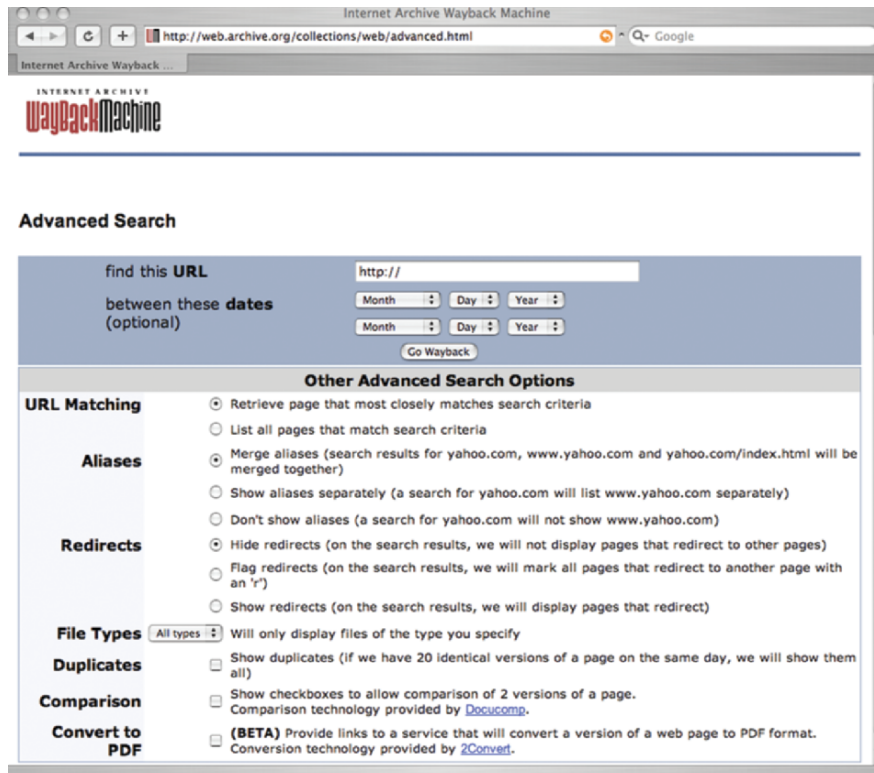 Internet Archive Wayback Machine
http://web.archive.org/collections/web/advanced.html
Google
Internet Archive Wayback ...
INTERNET ARCHIVE
WayBackMachine
Advanced Search
find this URL
http://
between these dates
(optional)
Month Day Year
Month Day Year
Go Wayback
Other Advanced Search Options
URL Matching
Retrieve page that most closely matches search criteria
List all pages that match search criteria
Aliases
Merge aliases (search results for yahoo.com, www.yahoo.com and yahoo.com/index.html will be
merged together)
Show aliases separately (a search for yahoo.com will list www.yahoo.com separately)
Don't show aliases (a search for yahoo.com will not show www.yahoo.com)
Redirects
Hide redirects (on the search results, we will not display pages that redirect to other pages)
Flag redirects (on the search results, we will mark all pages that redirect to another page with
an 'r')
Show redirects (on the search results, we will display pages that redirect)
File Types All types Will only display files of the type you specify
Duplicates
Show duplicates (if we have 20 identical versions of a page on the same day, we will show them
all)
Comparison
Show checkboxes to allow comparison of 2 versions of a page.
Comparison technology provided by Docucomp.
Convert to
PDF
(BETA) Provide links to a service that will convert a version of a web page to PDF format.
Conversion technology provided by 2Convert.